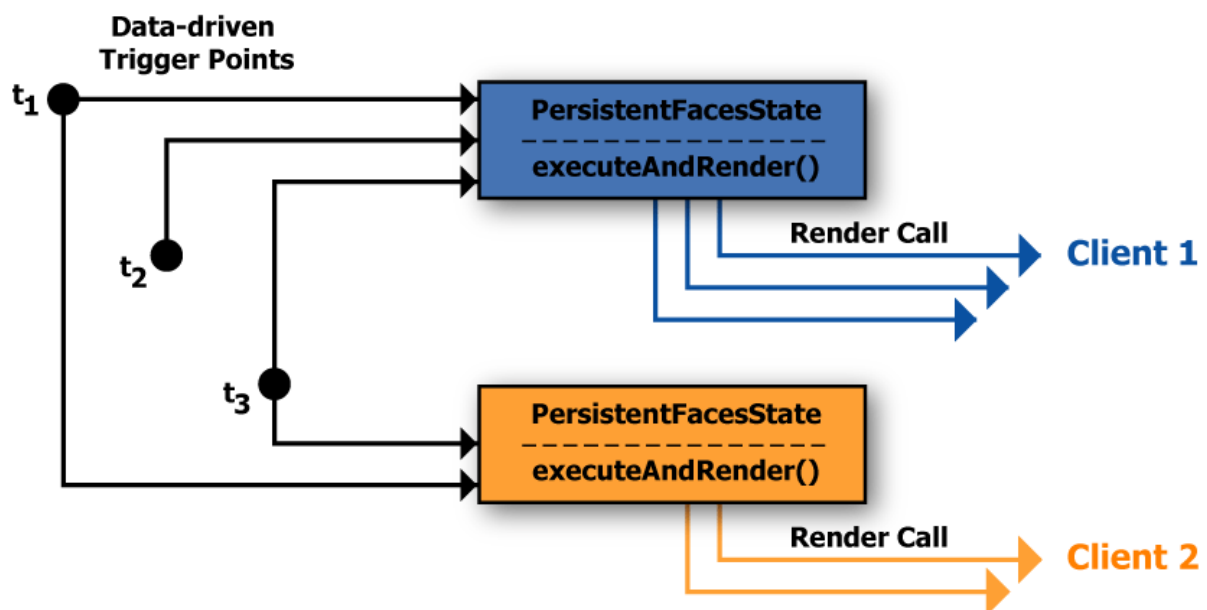 Data-driven
Trigger Points
t1
PersistentFacesState
executeAndRender()
t2
Render Call
Client 1
t3
PersistentFacesState
executeAndRender()
Render Call
Client 2